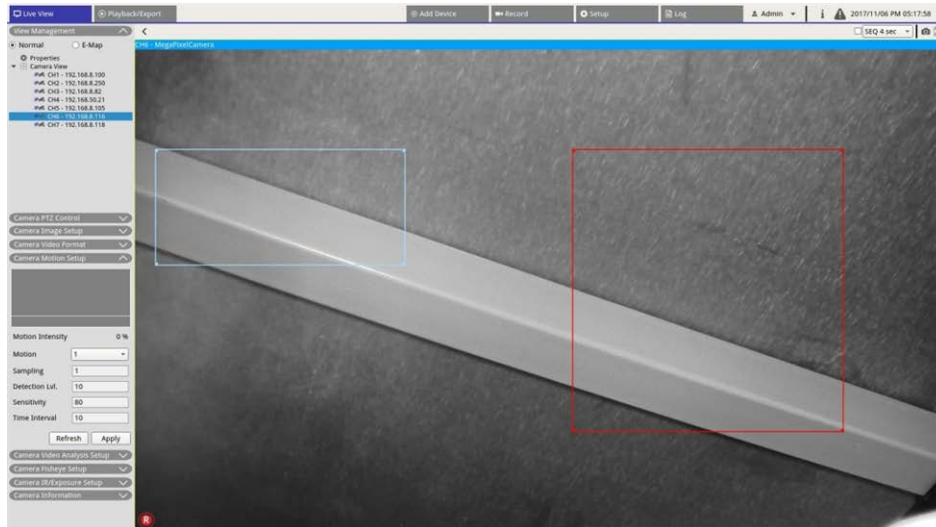 Live View Playback/Export Add Device Record Setup Log Admin i 2017/11/06 PM 05:17:58
View Management < SEQ 4 sec
Normal E-Map CH6 - MegaPixelCamera
Properties
Camera View
CH1 - 192.168.8.100
CH2 - 192.168.8.250
CH3 - 192.168.8.82
CH4 - 192.168.50.21
CH5 - 192.168.8.105
CH6 - 192.168.8.116
CH7 - 192.168.8.118
Camera PTZ Control
Camera Image Setup
Camera Video Format
Camera Motion Setup
Motion Intensity 0 %
Motion 1
Sampling 1
Detection Lvl. 10
Sensitivity 80
Time Interval 10
Refresh Apply
Camera Video Analysis Setup
Camera Fisheye Setup
Camera IR/Exposure Setup
Camera Information
R